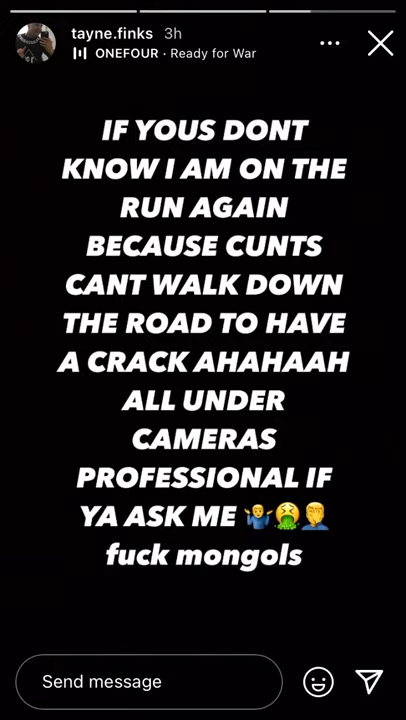 tayne.finks 3h
ONEFOUR · Ready for War
IF YOUS DONT
KNOW I AM ON THE
RUN AGAIN
BECAUSE CUNTS
CANT WALK DOWN
THE ROAD TO HAVE
A CRACK AHAHAAH
ALL UNDER
CAMERAS
PROFESSIONAL IF
YA ASK ME 🤷‍♂️🤮🤦‍♂️
fuck mongols
Send message